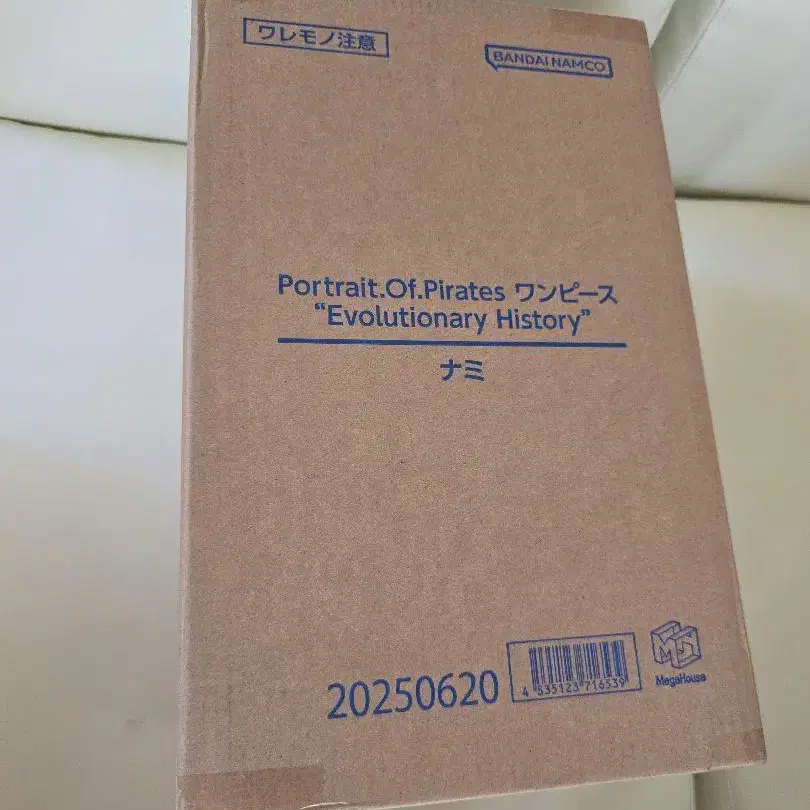 ワレモノ注意
BANDAI NAMCO
Portrait.Of.Pirates ワンピース
“Evolutionary History”
ナミ
20250620
4 535123 716539
MegaHouse